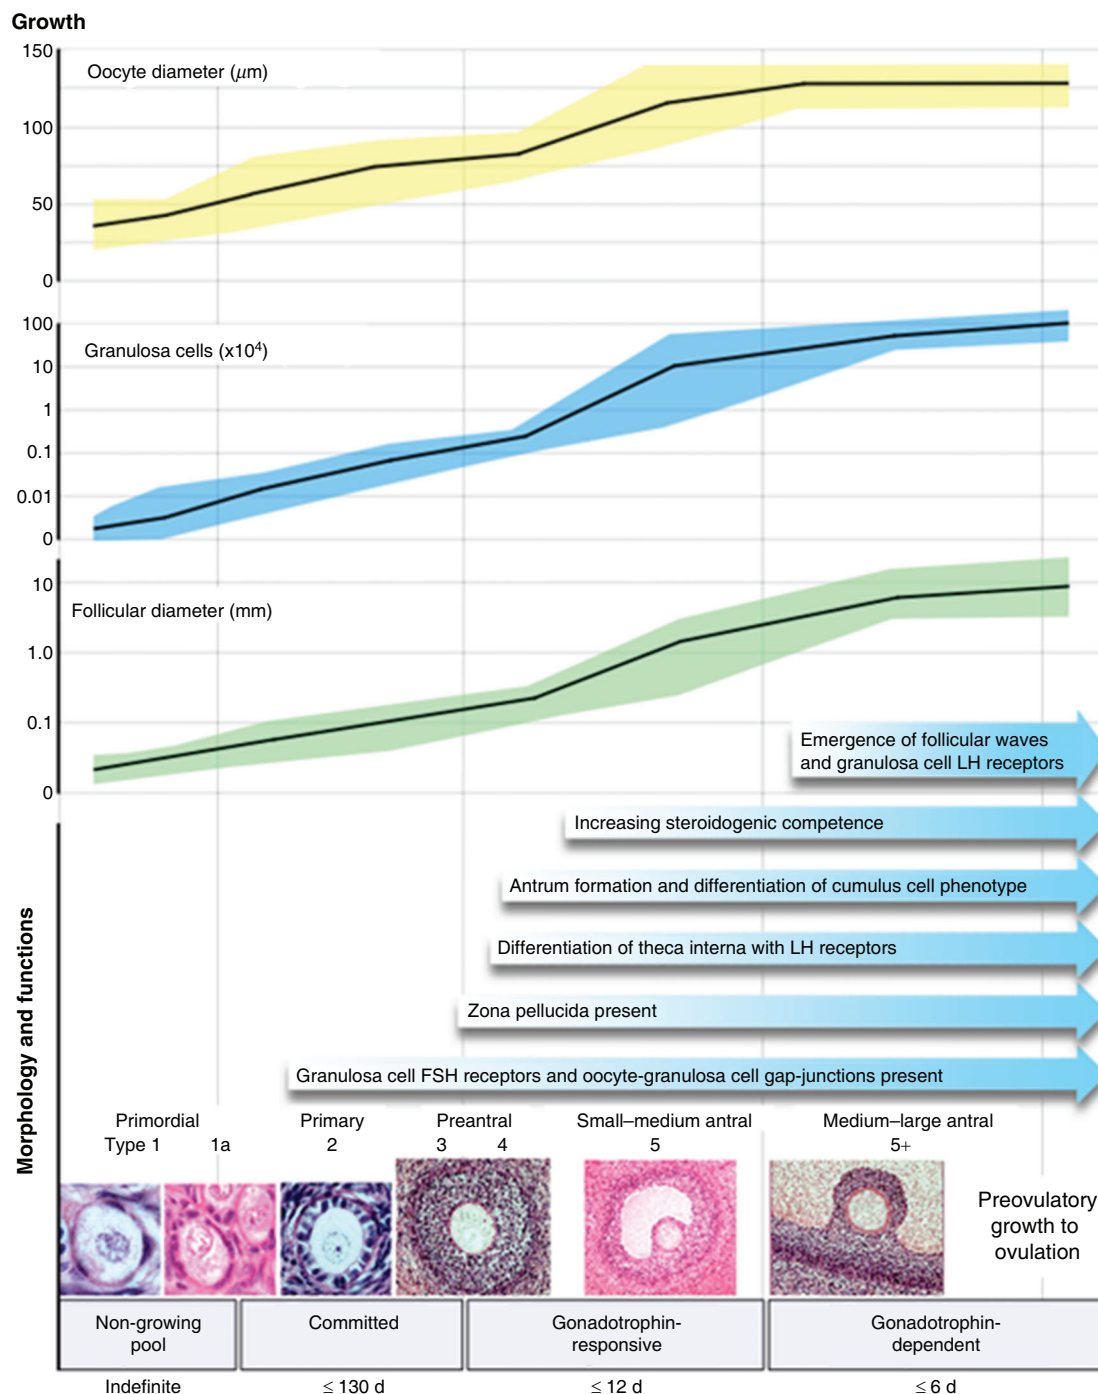 Growth
150
Oocyte diameter (μm)
100
50
0
100
Granulosa cells (x10⁴)
10
1
0.1
0.01
0
10
Follicular diameter (mm)
1.0
0.1
0
Emergence of follicular waves
and granulosa cell LH receptors
Increasing steroidogenic competence
Antrum formation and differentiation of cumulus cell phenotype
Differentiation of theca interna with LH receptors
Zona pellucida present
Granulosa cell FSH receptors and oocyte-granulosa cell gap-junctions present
Morphology and functions
Primordial Primary Preantral Small–medium antral Medium–large antral
Type 1 1a 2 3 4 5 5+
Preovulatory
growth to
ovulation
Non-growing
pool
Committed
Gonadotrophin-
responsive
Gonadotrophin-
dependent
Indefinite ≤ 130 d ≤ 12 d ≤ 6 d